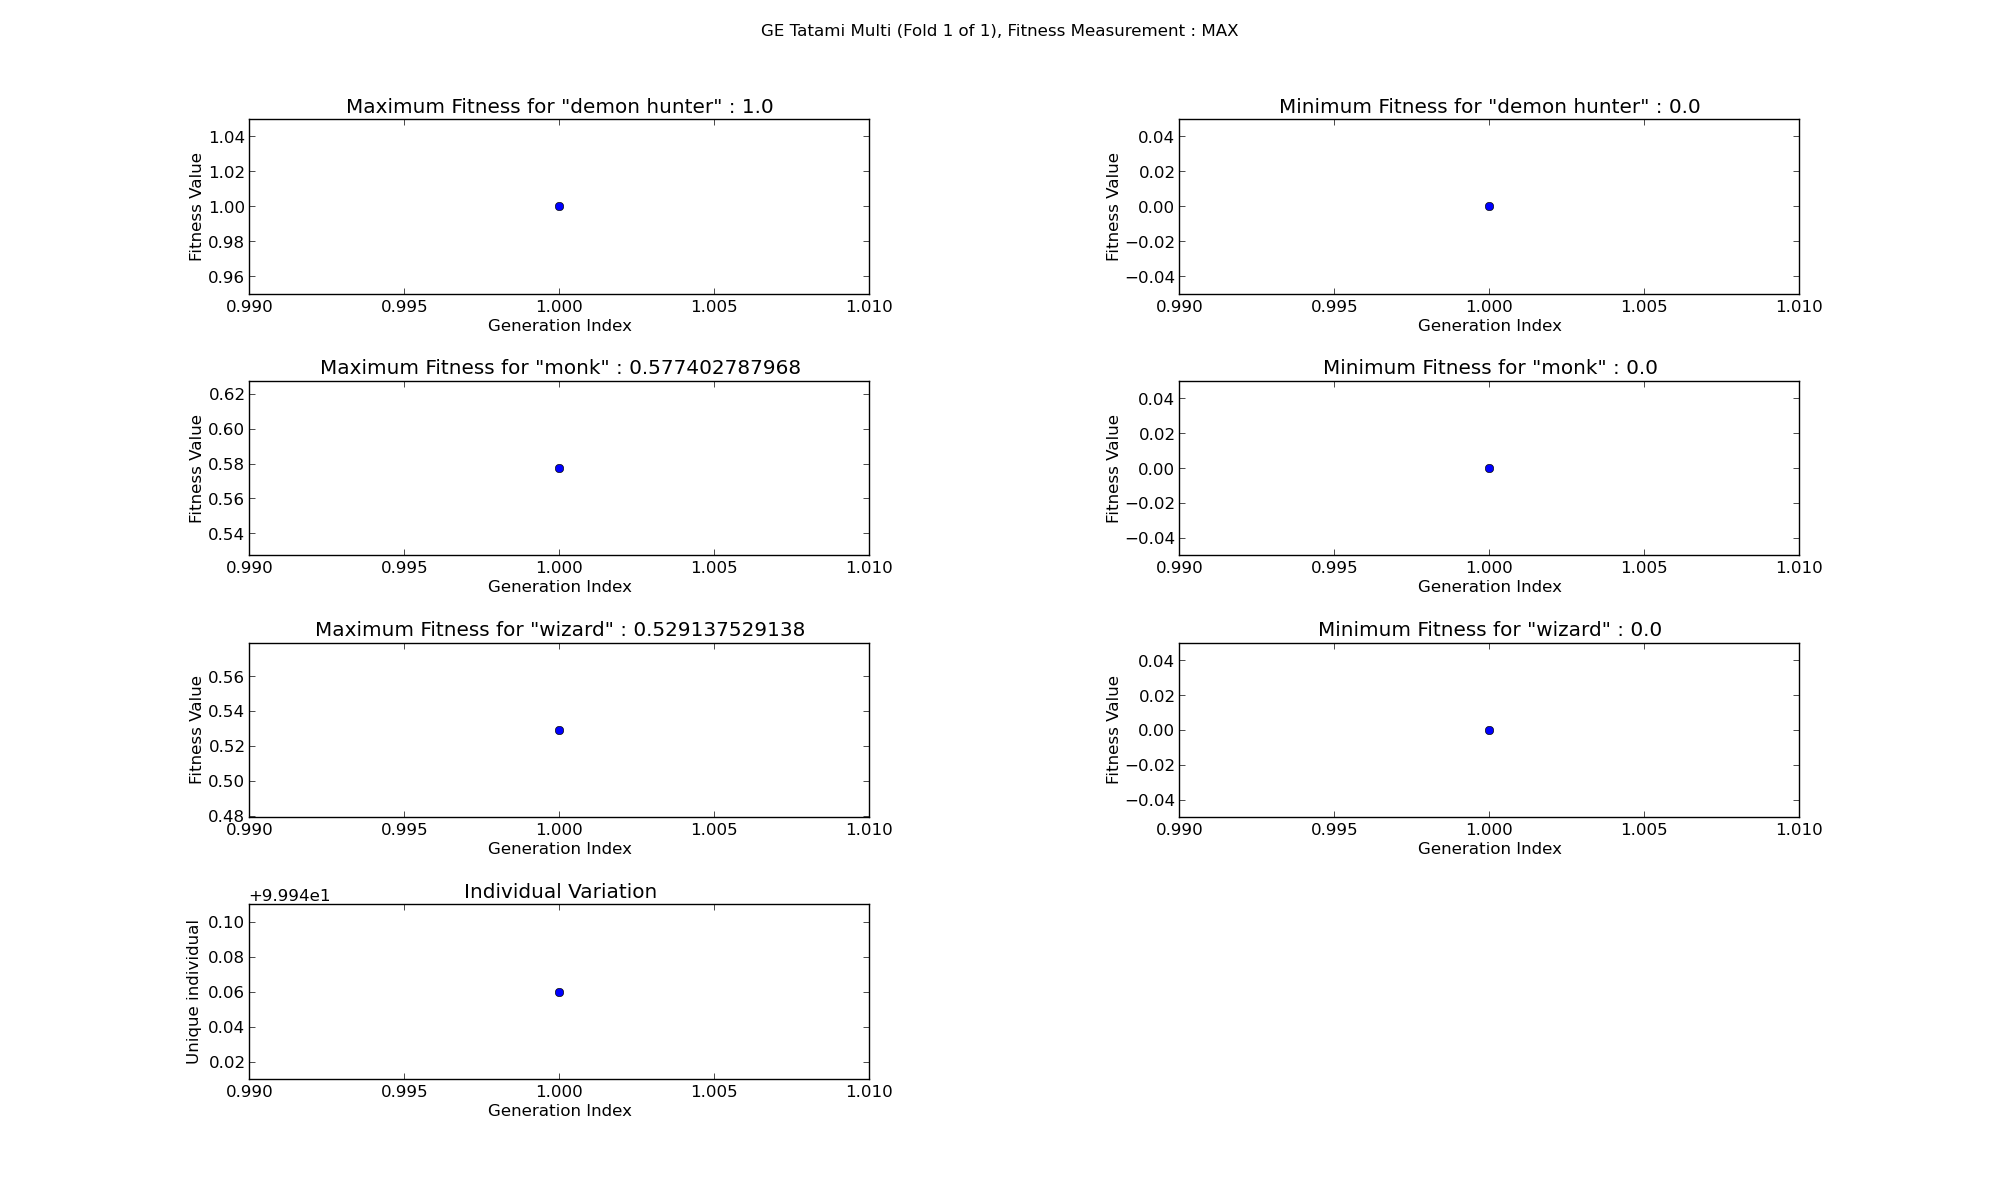 GE Tatami Multi (Fold 1 of 1), Fitness Measurement : MAX
Maximum Fitness for "demon hunter" : 1.0
Fitness Value
1.04
1.02
1.00
0.98
0.96
0.990 0.995 1.000 1.005 1.010
Generation Index
Minimum Fitness for "demon hunter" : 0.0
Fitness Value
0.04
0.02
0.00
−0.02
−0.04
0.990 0.995 1.000 1.005 1.010
Generation Index
Maximum Fitness for "monk" : 0.577402787968
Fitness Value
0.62
0.60
0.58
0.56
0.54
0.990 0.995 1.000 1.005 1.010
Generation Index
Minimum Fitness for "monk" : 0.0
Fitness Value
0.04
0.02
0.00
−0.02
−0.04
0.990 0.995 1.000 1.005 1.010
Generation Index
Maximum Fitness for "wizard" : 0.529137529138
Fitness Value
0.56
0.54
0.52
0.50
0.48
0.990 0.995 1.000 1.005 1.010
Generation Index
Minimum Fitness for "wizard" : 0.0
Fitness Value
0.04
0.02
0.00
−0.02
−0.04
0.990 0.995 1.000 1.005 1.010
Generation Index
Individual Variation
+9.994e1
Unique individual
0.10
0.08
0.06
0.04
0.02
0.990 0.995 1.000 1.005 1.010
Generation Index